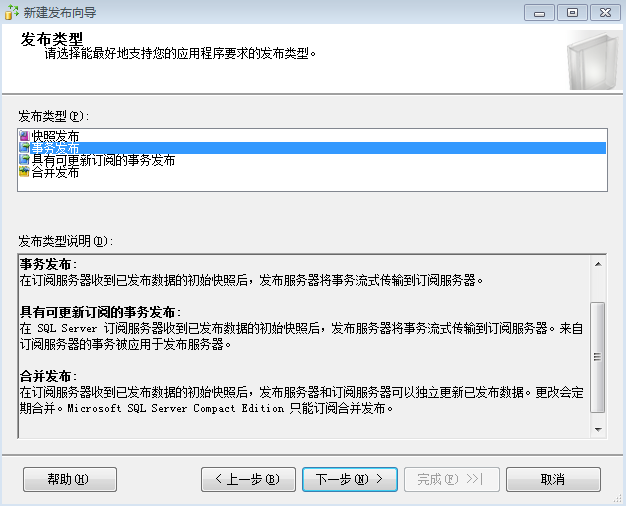 新建发布向导
发布类型
请选择能最好地支持您的应用程序要求的发布类型。
发布类型(P):
快照发布
事务发布
具有可更新订阅的事务发布
合并发布
发布类型说明(D):
事务发布:
在订阅服务器收到已发布数据的初始快照后，发布服务器将事务流式传输到订阅服务器。
具有可更新订阅的事务发布:
在 SQL Server 订阅服务器收到已发布数据的初始快照后，发布服务器将事务流式传输到订阅服务器。来自
订阅服务器的事务被应用于发布服务器。
合并发布:
在订阅服务器收到已发布数据的初始快照后，发布服务器和订阅服务器可以独立更新已发布数据。更改会定
期合并。Microsoft SQL Server Compact Edition 只能订阅合并发布。
帮助(H)
< 上一步(B)
下一步(N) >
完成(F) >>|
取消